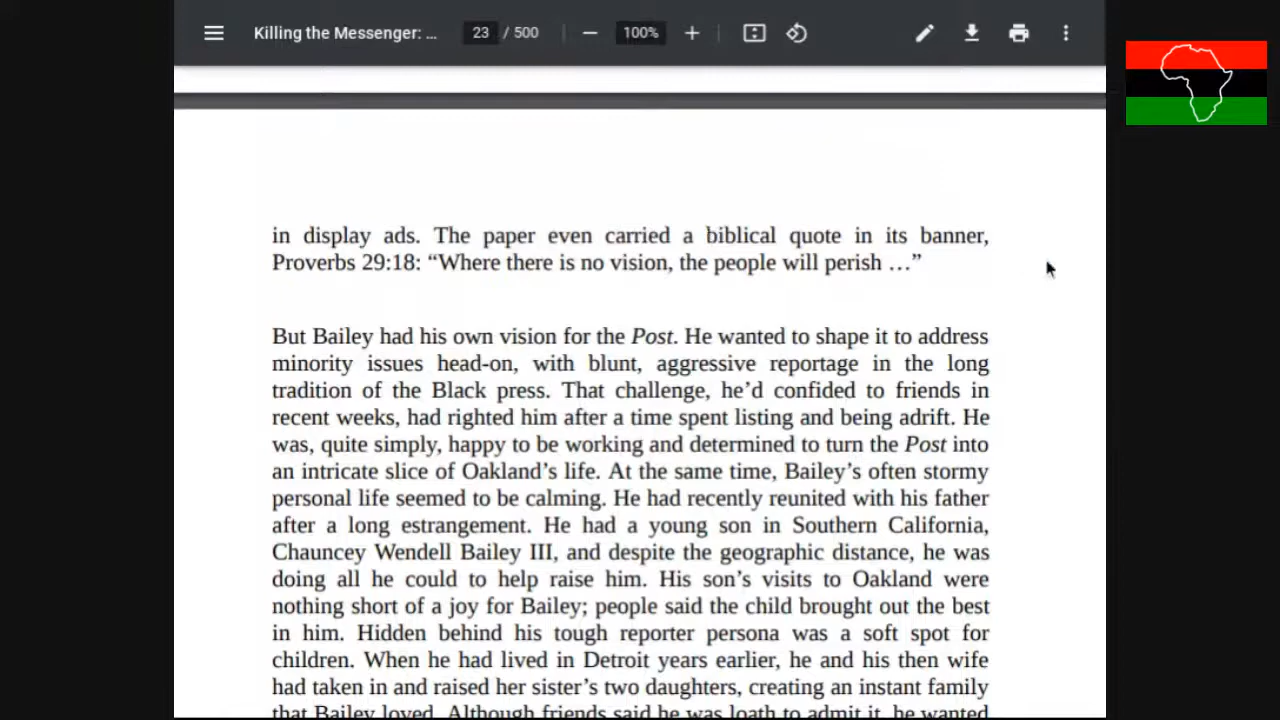 Killing the Messenger: ...
23 / 500
100%
in display ads. The paper even carried a biblical quote in its banner,
Proverbs 29:18: “Where there is no vision, the people will perish …”
But Bailey had his own vision for the Post. He wanted to shape it to address
minority issues head-on, with blunt, aggressive reportage in the long
tradition of the Black press. That challenge, he’d confided to friends in
recent weeks, had righted him after a time spent listing and being adrift. He
was, quite simply, happy to be working and determined to turn the Post into
an intricate slice of Oakland’s life. At the same time, Bailey’s often stormy
personal life seemed to be calming. He had recently reunited with his father
after a long estrangement. He had a young son in Southern California,
Chauncey Wendell Bailey III, and despite the geographic distance, he was
doing all he could to help raise him. His son’s visits to Oakland were
nothing short of a joy for Bailey; people said the child brought out the best
in him. Hidden behind his tough reporter persona was a soft spot for
children. When he had lived in Detroit years earlier, he and his then wife
had taken in and raised her sister’s two daughters, creating an instant family
that Bailey loved. Although friends said he was loath to admit it, he wanted